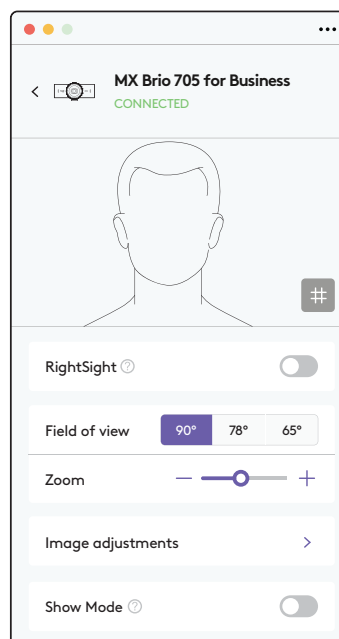 MX Brio 705 for Business
CONNECTED
RightSight ?
Field of view 90° 78° 65°
Zoom
Image adjustments
Show Mode ?